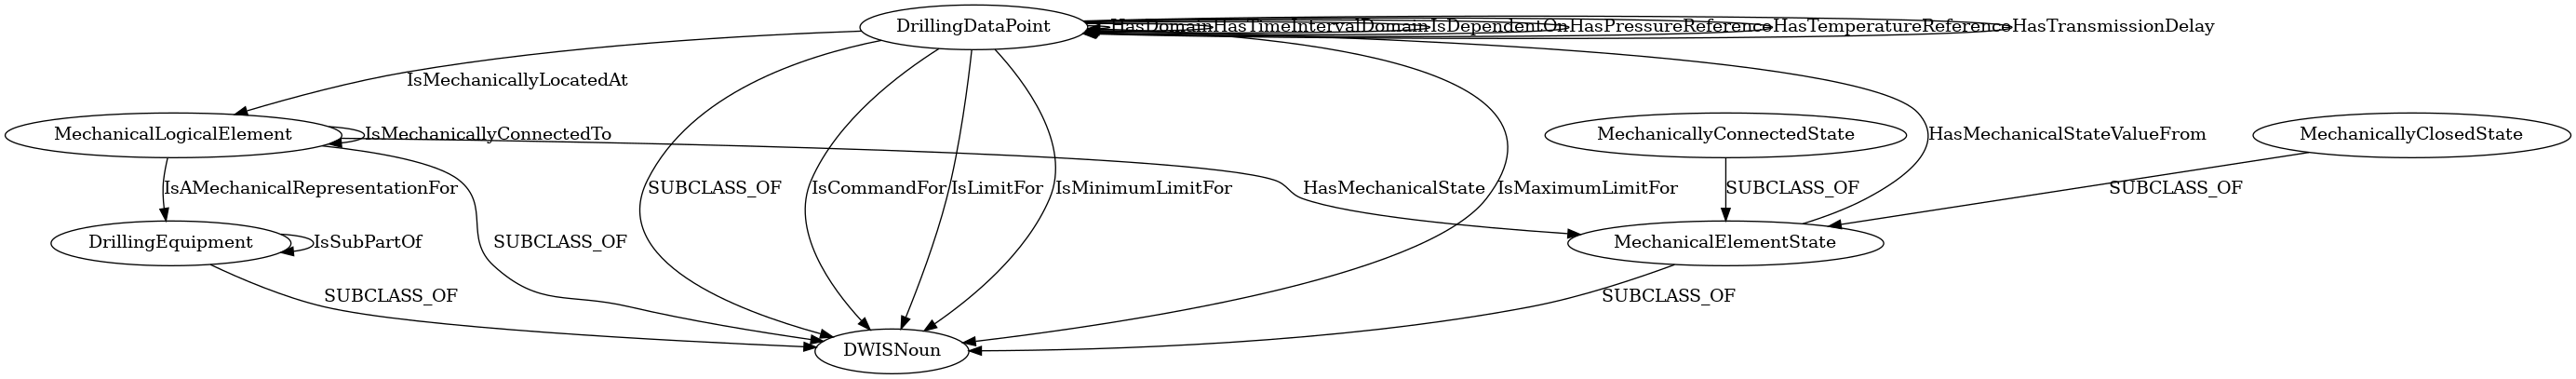 DrillingDataPoint
HasDomain
HasTimeIntervalDomain
IsDependentOn
HasPressureReference
HasTemperatureReference
HasTransmissionDelay
IsMechanicallyLocatedAt
MechanicalLogicalElement
IsMechanicallyConnectedTo
MechanicallyConnectedState
HasMechanicalStateValueFrom
MechanicallyClosedState
IsAMechanicalRepresentationFor
SUBCLASS_OF
IsCommandFor
IsLimitFor
IsMinimumLimitFor
HasMechanicalState
IsMaximumLimitFor
SUBCLASS_OF
SUBCLASS_OF
DrillingEquipment
IsSubPartOf
SUBCLASS_OF
MechanicalElementState
SUBCLASS_OF
SUBCLASS_OF
DWISNoun